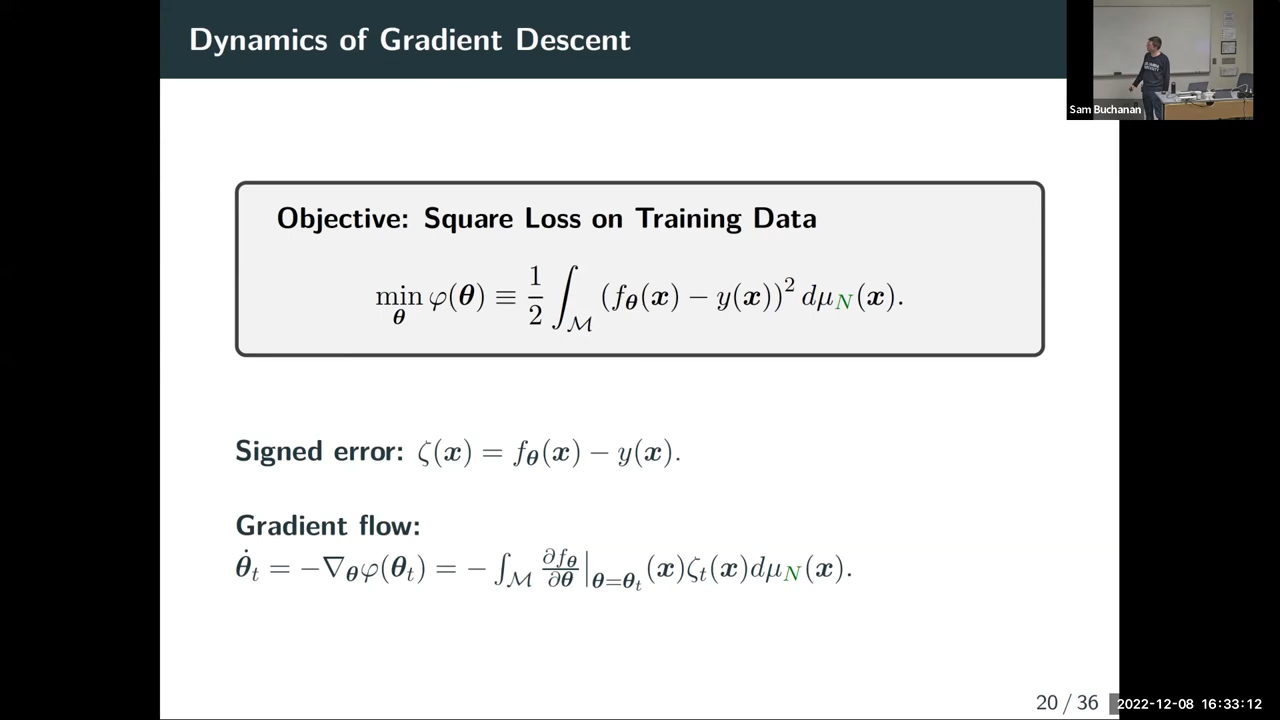 Dynamics of Gradient Descent
Sam Buchanan
Objective: Square Loss on Training Data
min_θ φ(θ) ≡ 1/2 ∫_ℳ (f_θ(x) − y(x))² dμ_N(x).
Signed error: ζ(x) = f_θ(x) − y(x).
Gradient flow:
θ̇_t = −∇_θφ(θ_t) = − ∫_ℳ ∂f_θ/∂θ |_{θ=θ_t} (x)ζ_t(x)dμ_N(x).
20 / 36
2022-12-08 16:33:12